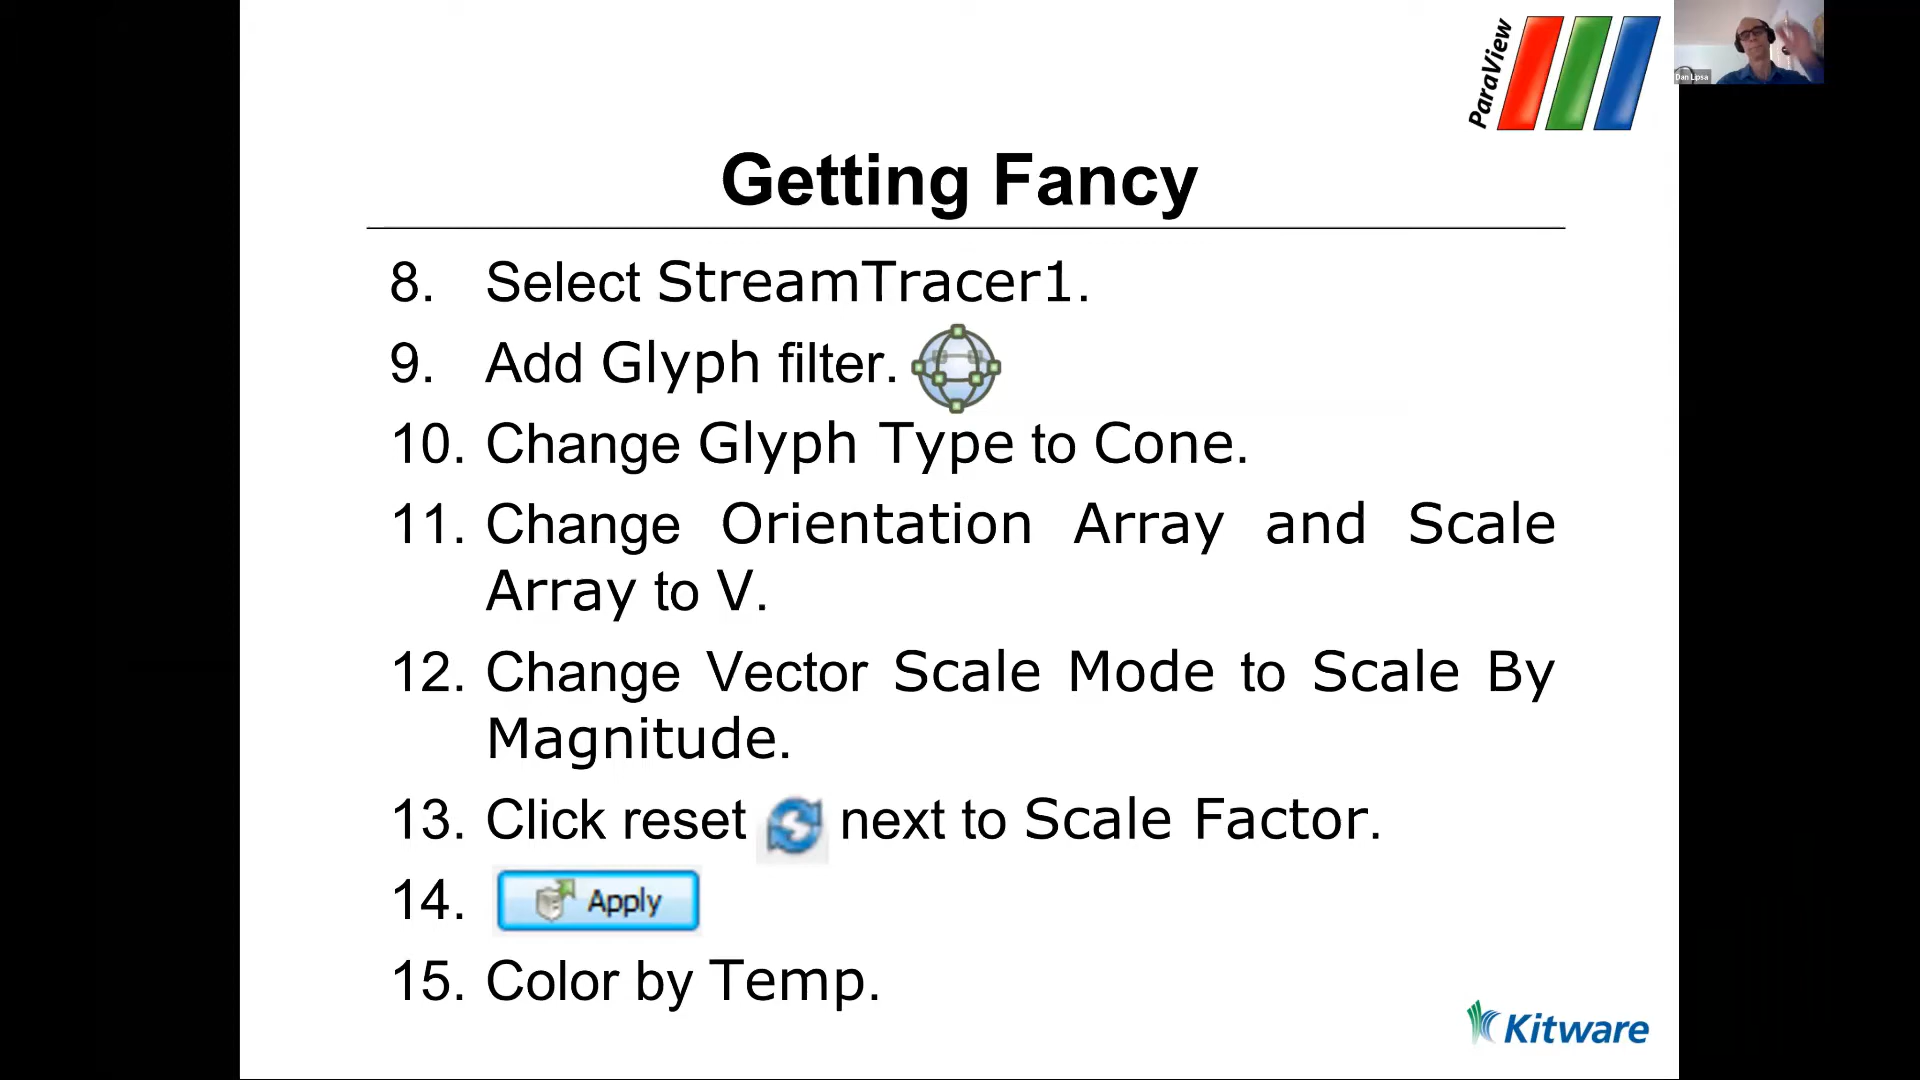 ParaView
Dan Lipsa
Getting Fancy
8. Select StreamTracer1.
9. Add Glyph filter.
10. Change Glyph Type to Cone.
11. Change Orientation Array and Scale
Array to V.
12. Change Vector Scale Mode to Scale By
Magnitude.
13. Click reset next to Scale Factor.
14. Apply
15. Color by Temp.
Kitware